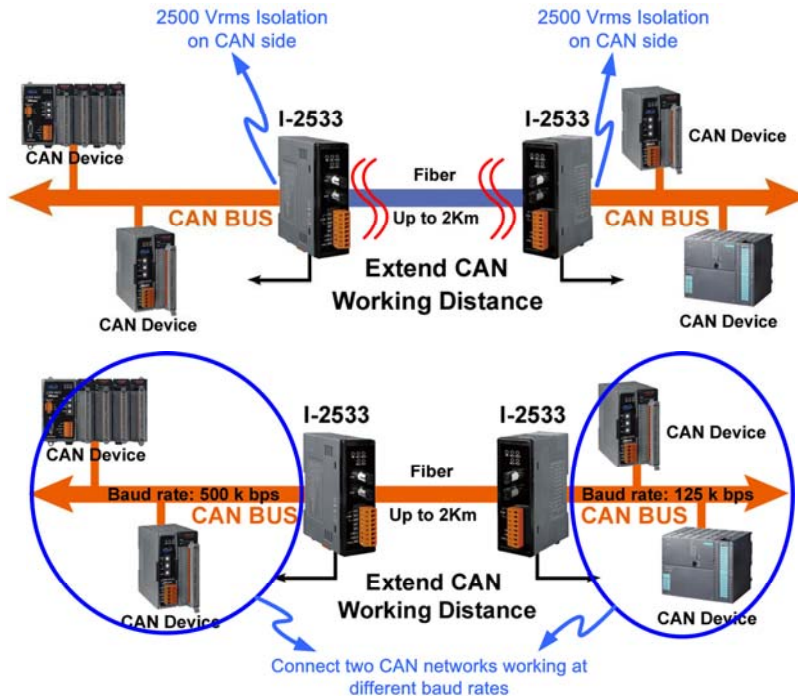 2500 Vrms Isolation
on CAN side
2500 Vrms Isolation
on CAN side
I-2533
I-2533
CAN Device
CAN Device
Fiber
CAN BUS
Up to 2Km
CAN BUS
Extend CAN
Working Distance
CAN Device
CAN Device
I-2533
I-2533
CAN Device
CAN Device
Fiber
Baud rate: 500 k bps
Baud rate: 125 k bps
CAN BUS
Up to 2Km
CAN BUS
Extend CAN
Working Distance
CAN Device
CAN Device
Connect two CAN networks working at
different baud rates